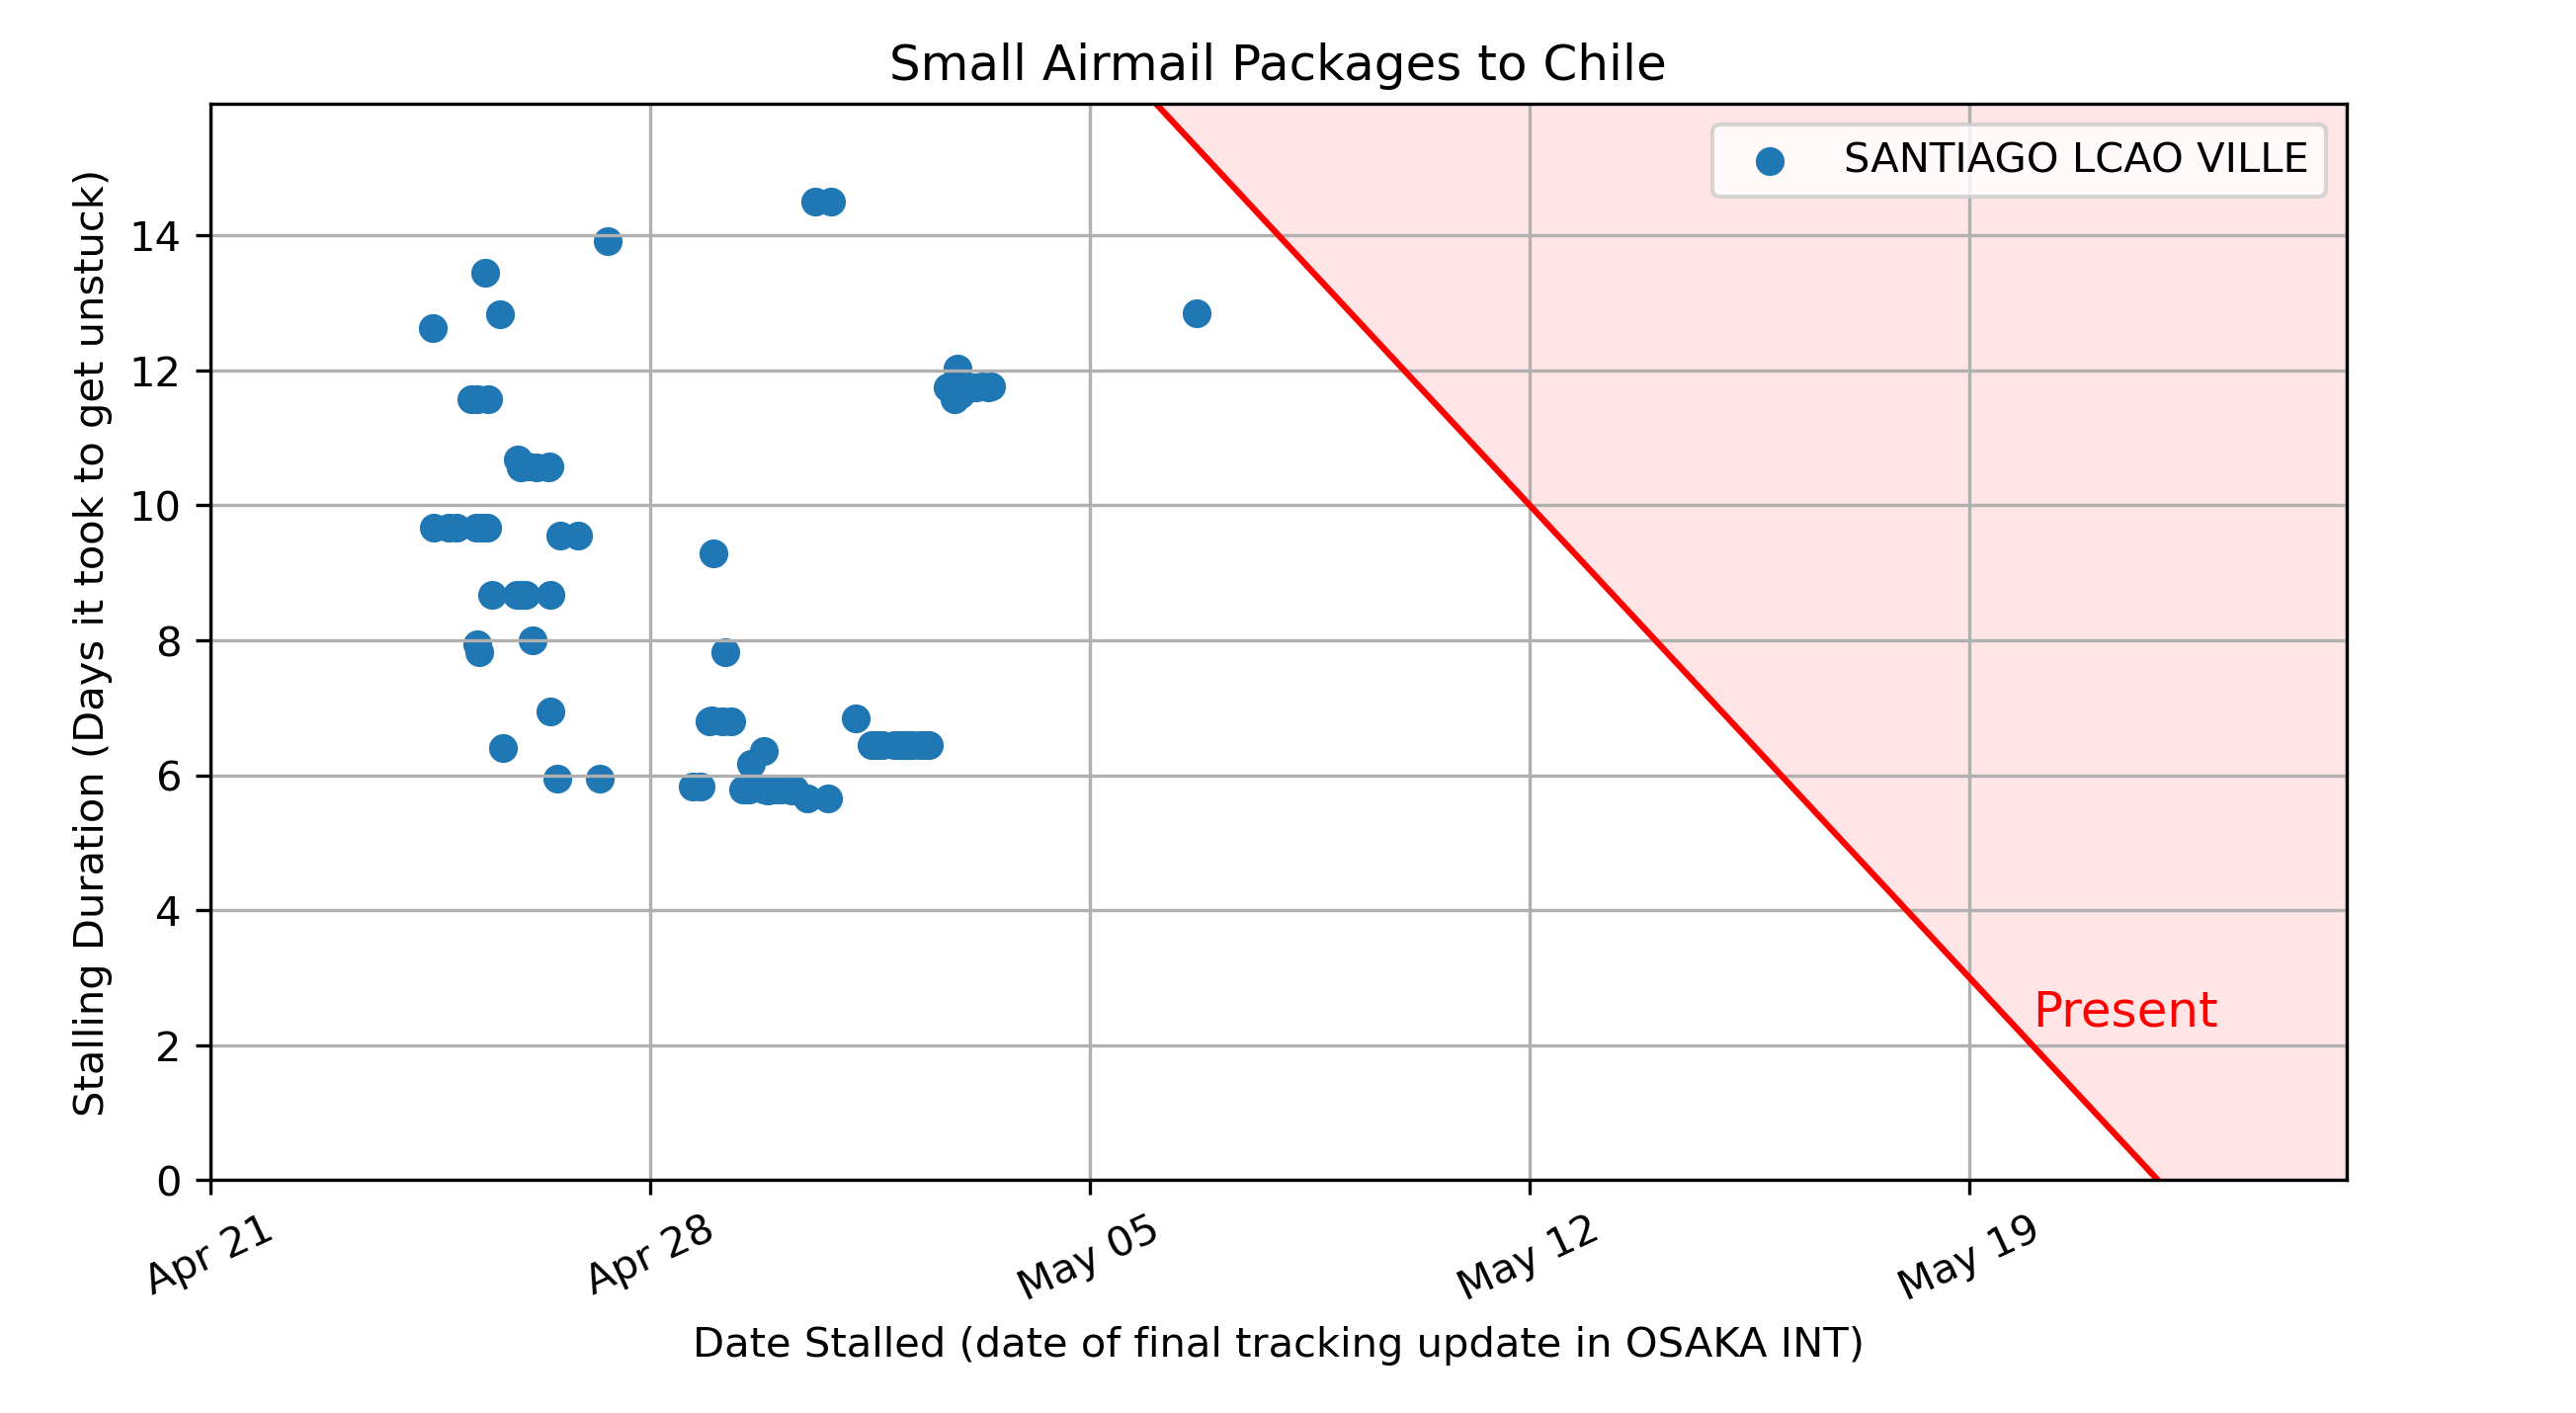 Small Airmail Packages to Chile
SANTIAGO LCAO VILLE
Stalling Duration (Days it took to get unstuck)
14
12
10
8
6
4
2
0
Present
Apr 21
Apr 28
May 05
May 12
May 19
Date Stalled (date of final tracking update in OSAKA INT)